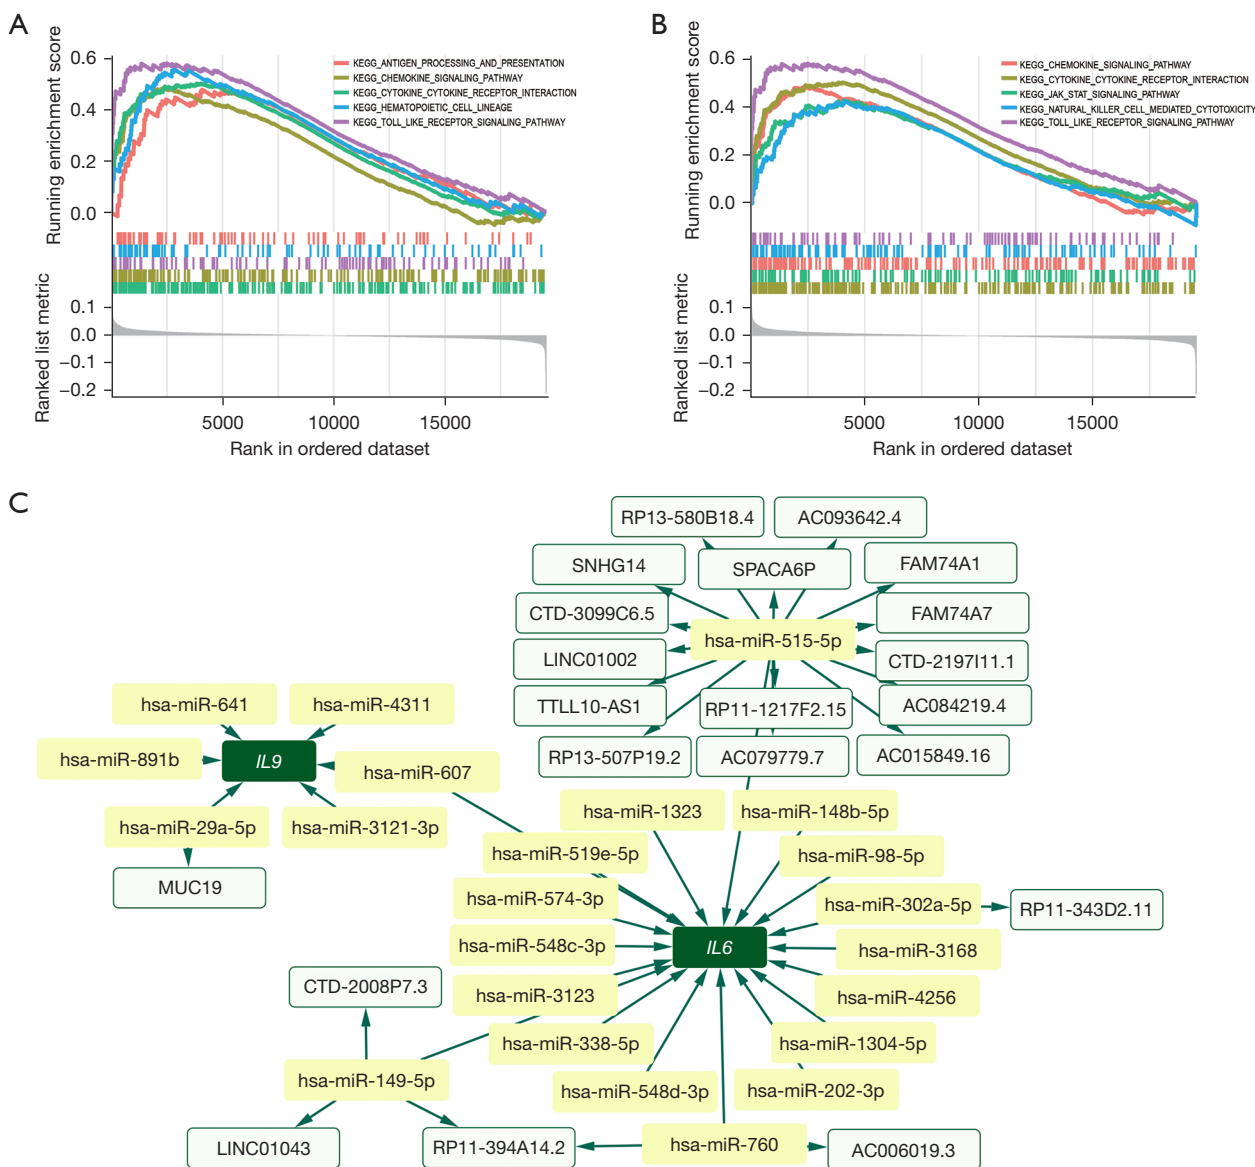 A
Running enrichment score
0.6
0.4
0.2
0.0
KEGG_ANTIGEN_PROCESSING_AND_PRESENTATION
KEGG_CHEMOKINE_SIGNALING_PATHWAY
KEGG_CYTOKINE_CYTOKINE_RECEPTOR_INTERACTION
KEGG_HEMATOPOIETIC_CELL_LINEAGE
KEGG_TOLL_LIKE_RECEPTOR_SIGNALING_PATHWAY
Ranked list metric
0.1
0.0
−0.1
−0.2
5000 10000 15000
Rank in ordered dataset
B
Running enrichment score
0.6
0.4
0.2
0.0
KEGG_CHEMOKINE_SIGNALING_PATHWAY
KEGG_CYTOKINE_CYTOKINE_RECEPTOR_INTERACTION
KEGG_JAK_STAT_SIGNALING_PATHWAY
KEGG_NATURAL_KILLER_CELL_MEDIATED_CYTOTOXICITY
KEGG_TOLL_LIKE_RECEPTOR_SIGNALING_PATHWAY
Ranked list metric
0.1
0.0
−0.1
−0.2
5000 10000 15000
Rank in ordered dataset
C
RP13-580B18.4
AC093642.4
SNHG14
SPACA6P
FAM74A1
CTD-3099C6.5
FAM74A7
hsa-miR-515-5p
LINC01002
CTD-2197I11.1
TTLL10-AS1
RP11-1217F2.15
AC084219.4
RP13-507P19.2
AC079779.7
AC015849.16
hsa-miR-641
hsa-miR-4311
hsa-miR-891b
IL9
hsa-miR-607
hsa-miR-29a-5p
hsa-miR-3121-3p
MUC19
hsa-miR-1323
hsa-miR-148b-5p
hsa-miR-519e-5p
hsa-miR-98-5p
hsa-miR-574-3p
hsa-miR-302a-5p
RP11-343D2.11
hsa-miR-548c-3p
IL6
hsa-miR-3168
CTD-2008P7.3
hsa-miR-3123
hsa-miR-4256
hsa-miR-338-5p
hsa-miR-1304-5p
hsa-miR-149-5p
hsa-miR-548d-3p
hsa-miR-202-3p
LINC01043
RP11-394A14.2
hsa-miR-760
AC006019.3